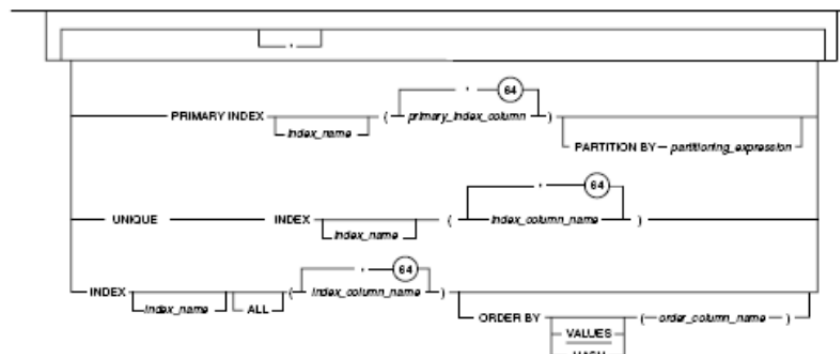 ,
, 64
PRIMARY INDEX index_name ( primary_index_column )
PARTITION BY partitioning_expression
, 64
UNIQUE INDEX index_name ( index_column_name )
, 64
INDEX index_name ALL ( index_column_name )
ORDER BY VALUES ( order_column_name )
HASH